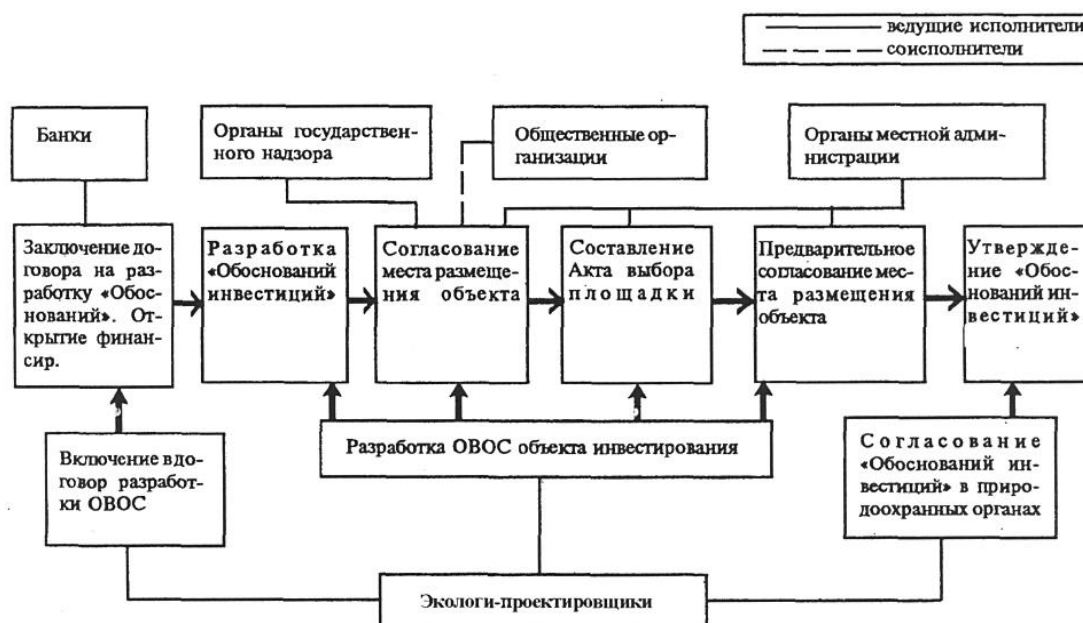 ведущие исполнители
соисполнители
Банки
Органы государствен-
ного надзора
Общественные ор-
ганизации
Органы местной адми-
нистрации
Заключение до-
говора на раз-
работку «Обос-
нований». От-
крытие финан-
сир.
Разработка
«Обоснований
инвестиций»
Согласование
места размеще-
ния объекта
Составление
Акта выбора
площадки
Предварительное
согласование мес-
та размещения
объекта
Утвержде-
ние «Обос-
нований ин-
вестиций»
Включение вдо-
говор разработ-
ки ОВОС
Разработка ОВОС объекта инвестирования
Согласование
«Обоснований ин-
вестиций» в приро-
доохранных органах
Экологи-проектировщики